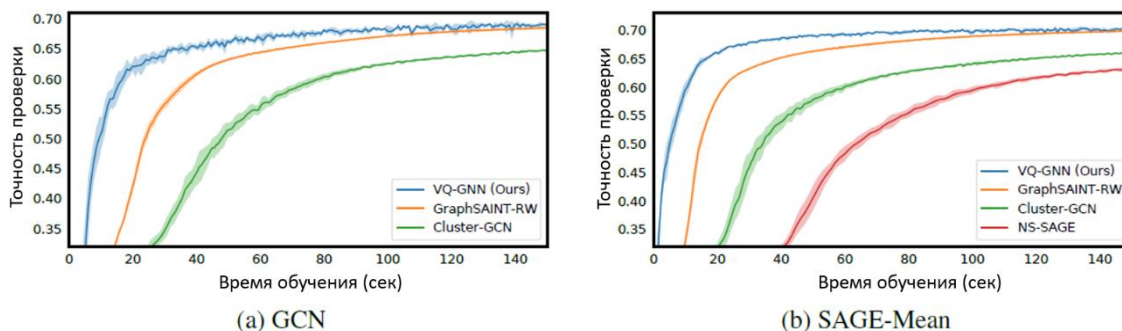 Точность проверки
0.70
0.65
0.60
0.55
0.50
0.45
0.40
0.35
0 20 40 60 80 100 120 140
Время обучения (сек)
VQ-GNN (Ours)
GraphSAINT-RW
Cluster-GCN
(a) GCN
Точность проверки
0.70
0.65
0.60
0.55
0.50
0.45
0.40
0.35
0 20 40 60 80 100 120 140
Время обучения (сек)
VQ-GNN (Ours)
GraphSAINT-RW
Cluster-GCN
NS-SAGE
(b) SAGE-Mean